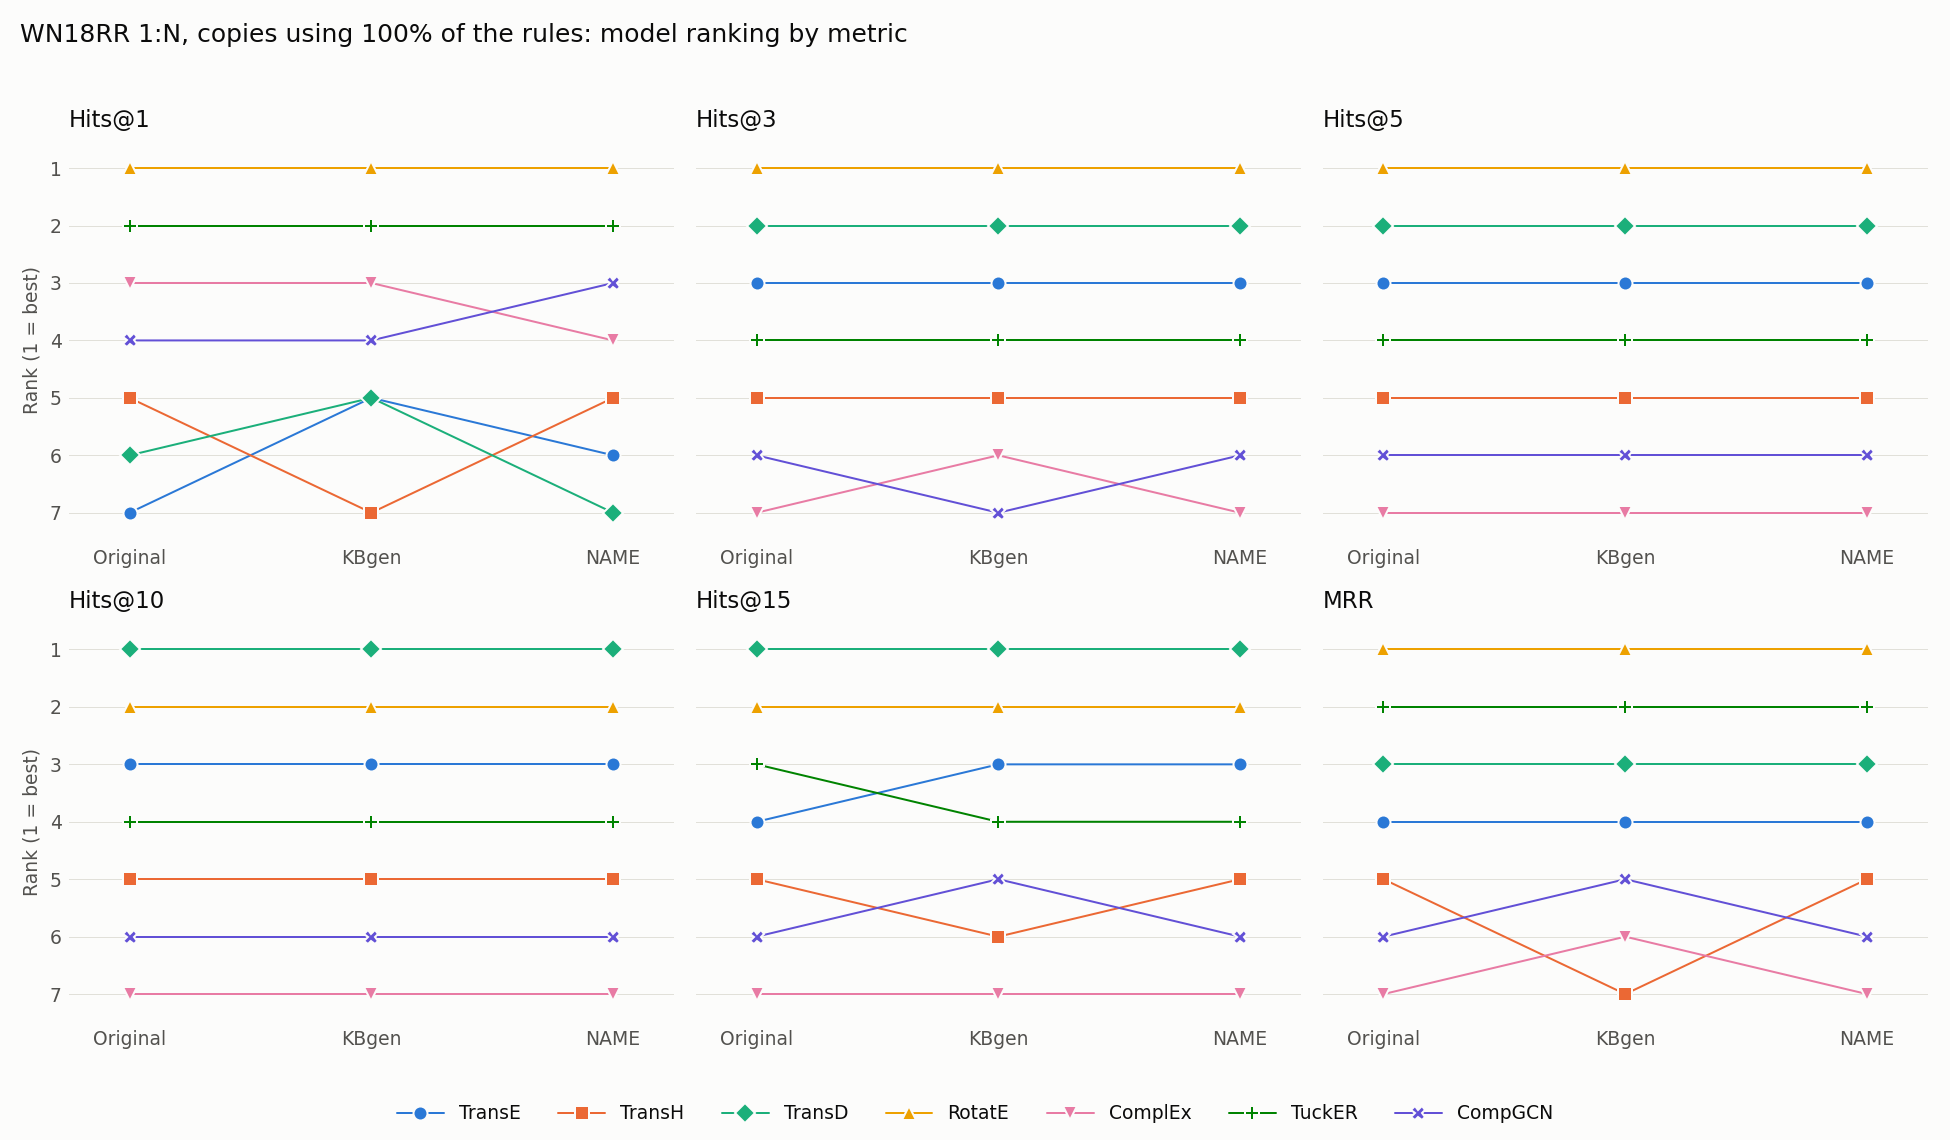 WN18RR 1:N, copies using 100% of the rules: model ranking by metric
Hits@1
Hits@3
Hits@5
Rank (1 = best)
1
2
3
4
5
6
7
Original KBgen NAME
Original KBgen NAME
Original KBgen NAME
Hits@10
Hits@15
MRR
Rank (1 = best)
1
2
3
4
5
6
7
Original KBgen NAME
Original KBgen NAME
Original KBgen NAME
TransE TransH TransD RotatE ComplEx TuckER CompGCN